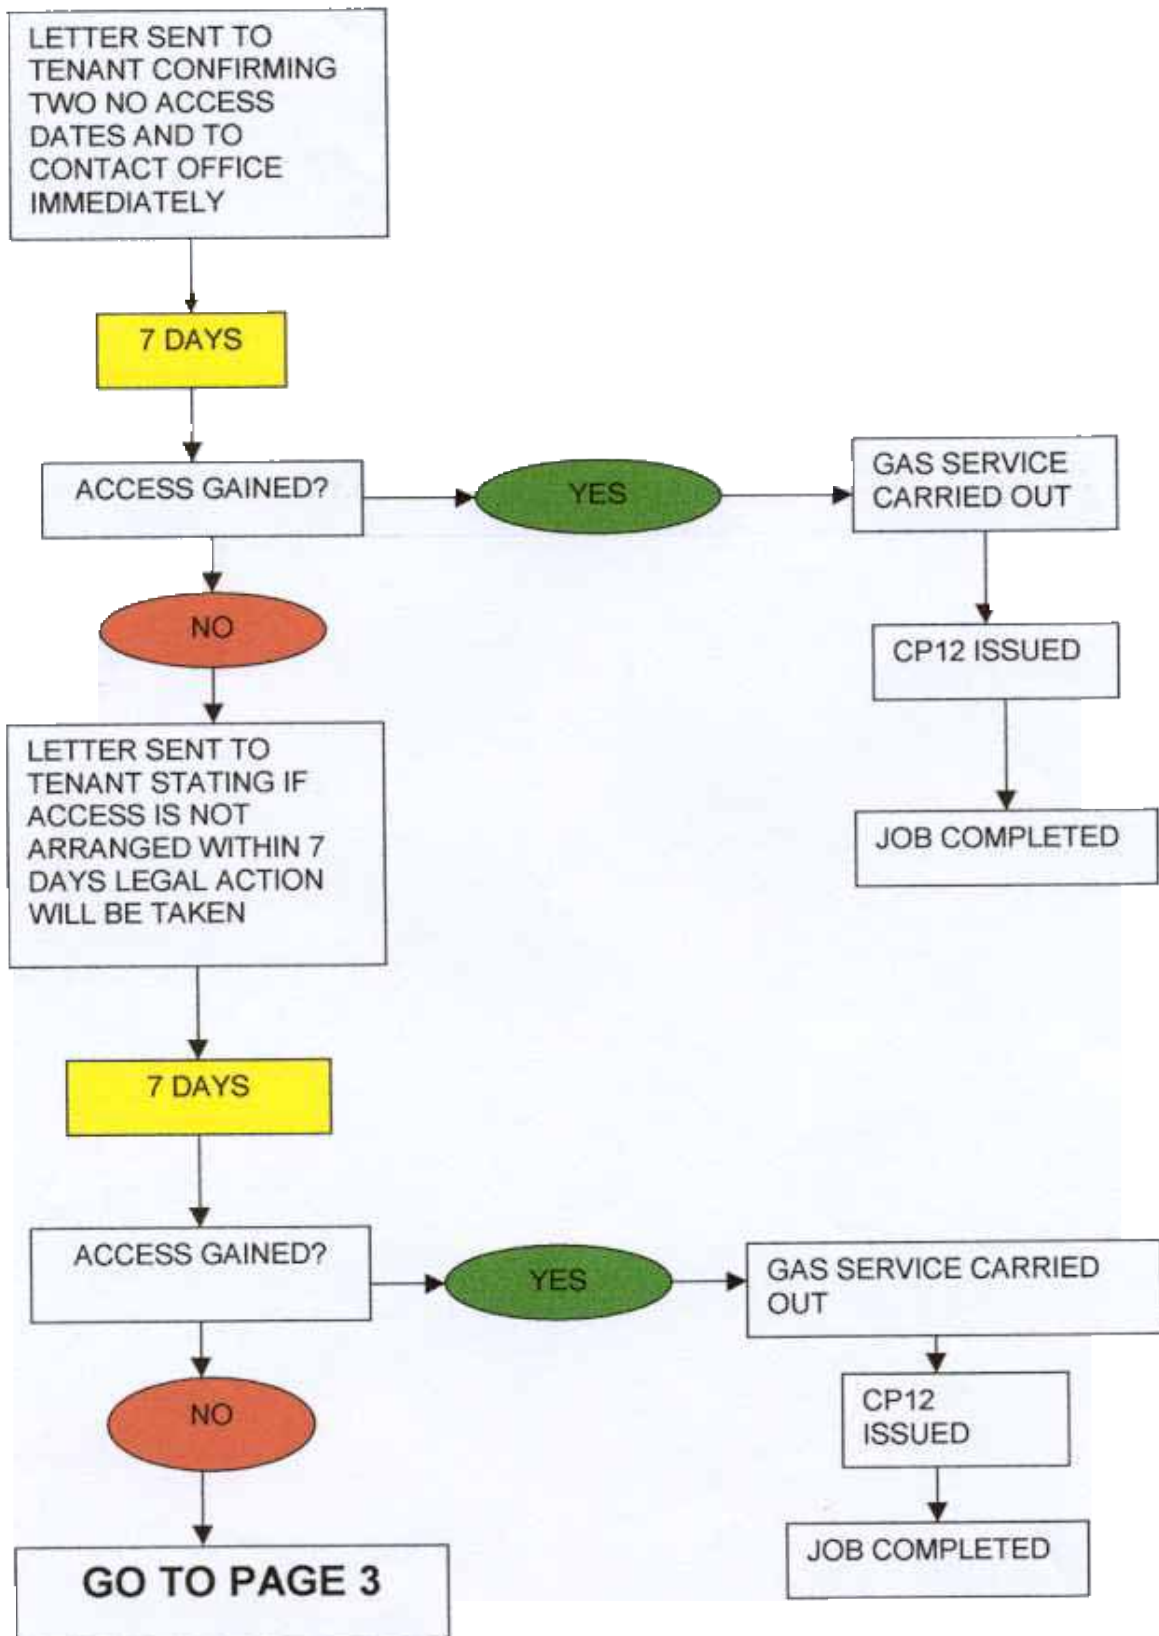 LETTER SENT TO
TENANT CONFIRMING
TWO NO ACCESS
DATES AND TO
CONTACT OFFICE
IMMEDIATELY
7 DAYS
ACCESS GAINED?
YES
GAS SERVICE
CARRIED OUT
NO
CP12 ISSUED
LETTER SENT TO
TENANT STATING IF
ACCESS IS NOT
ARRANGED WITHIN 7
DAYS LEGAL ACTION
WILL BE TAKEN
JOB COMPLETED
7 DAYS
ACCESS GAINED?
YES
GAS SERVICE CARRIED
OUT
NO
CP12
ISSUED
JOB COMPLETED
GO TO PAGE 3